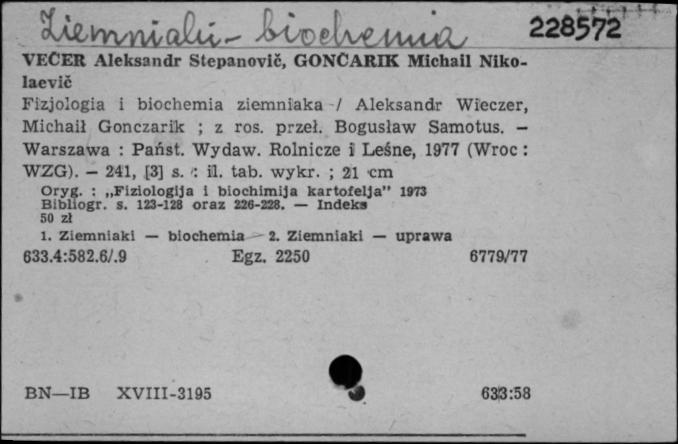 Ziemniaki - biochemia 228572
VEČER Aleksandr Stepanovič, GONČARIK Michail Niko-
laevič
Fizjologia i biochemia ziemniaka / Aleksandr Wieczer,
Michaił Gonczarik ; z ros. przeł. Bogusław Samotus. —
Warszawa : Państ. Wydaw. Rolnicze i Leśne, 1977 (Wroc :
WZG). — 241, [3] s. : il. tab. wykr. ; 21 cm
Oryg. : „Fiziologija i biochimija kartofelja” 1973
Bibliogr. s. 123-128 oraz 226-228. — Indeks
50 zł
1. Ziemniaki — biochemia — 2. Ziemniaki — uprawa
633.4:582.6/.9 Egz. 2250 6779/77
BN—IB XVIII-3195 633:58